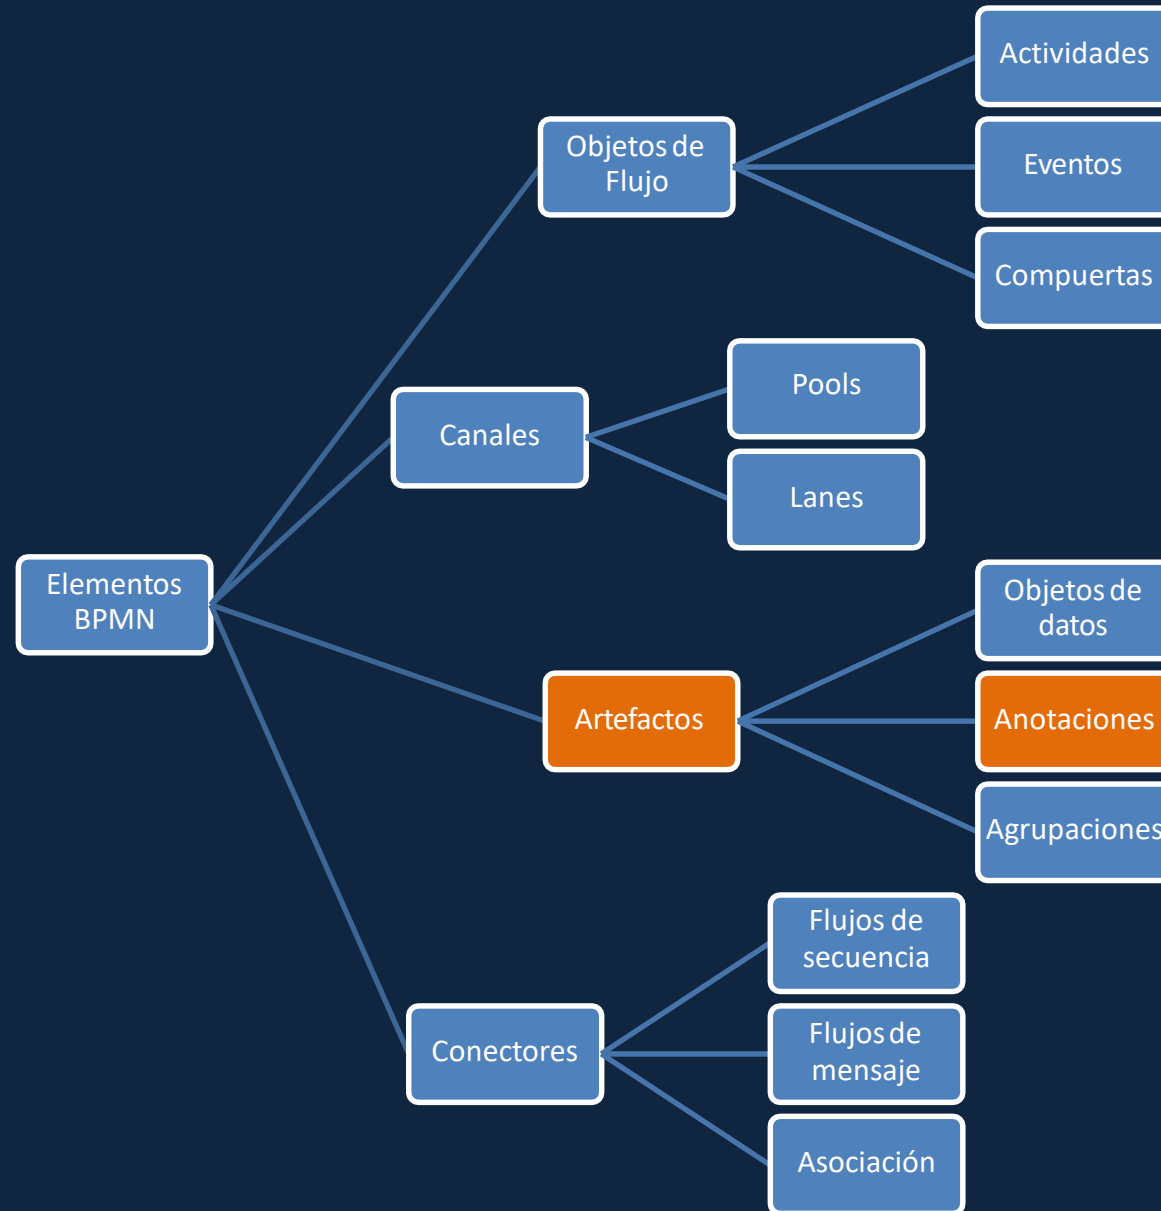 Elementos
BPMN
Objetos de
Flujo
Actividades
Eventos
Compuertas
Canales
Pools
Lanes
Artefactos
Objetos de
datos
Anotaciones
Agrupaciones
Conectores
Flujos de
secuencia
Flujos de
mensaje
Asociación